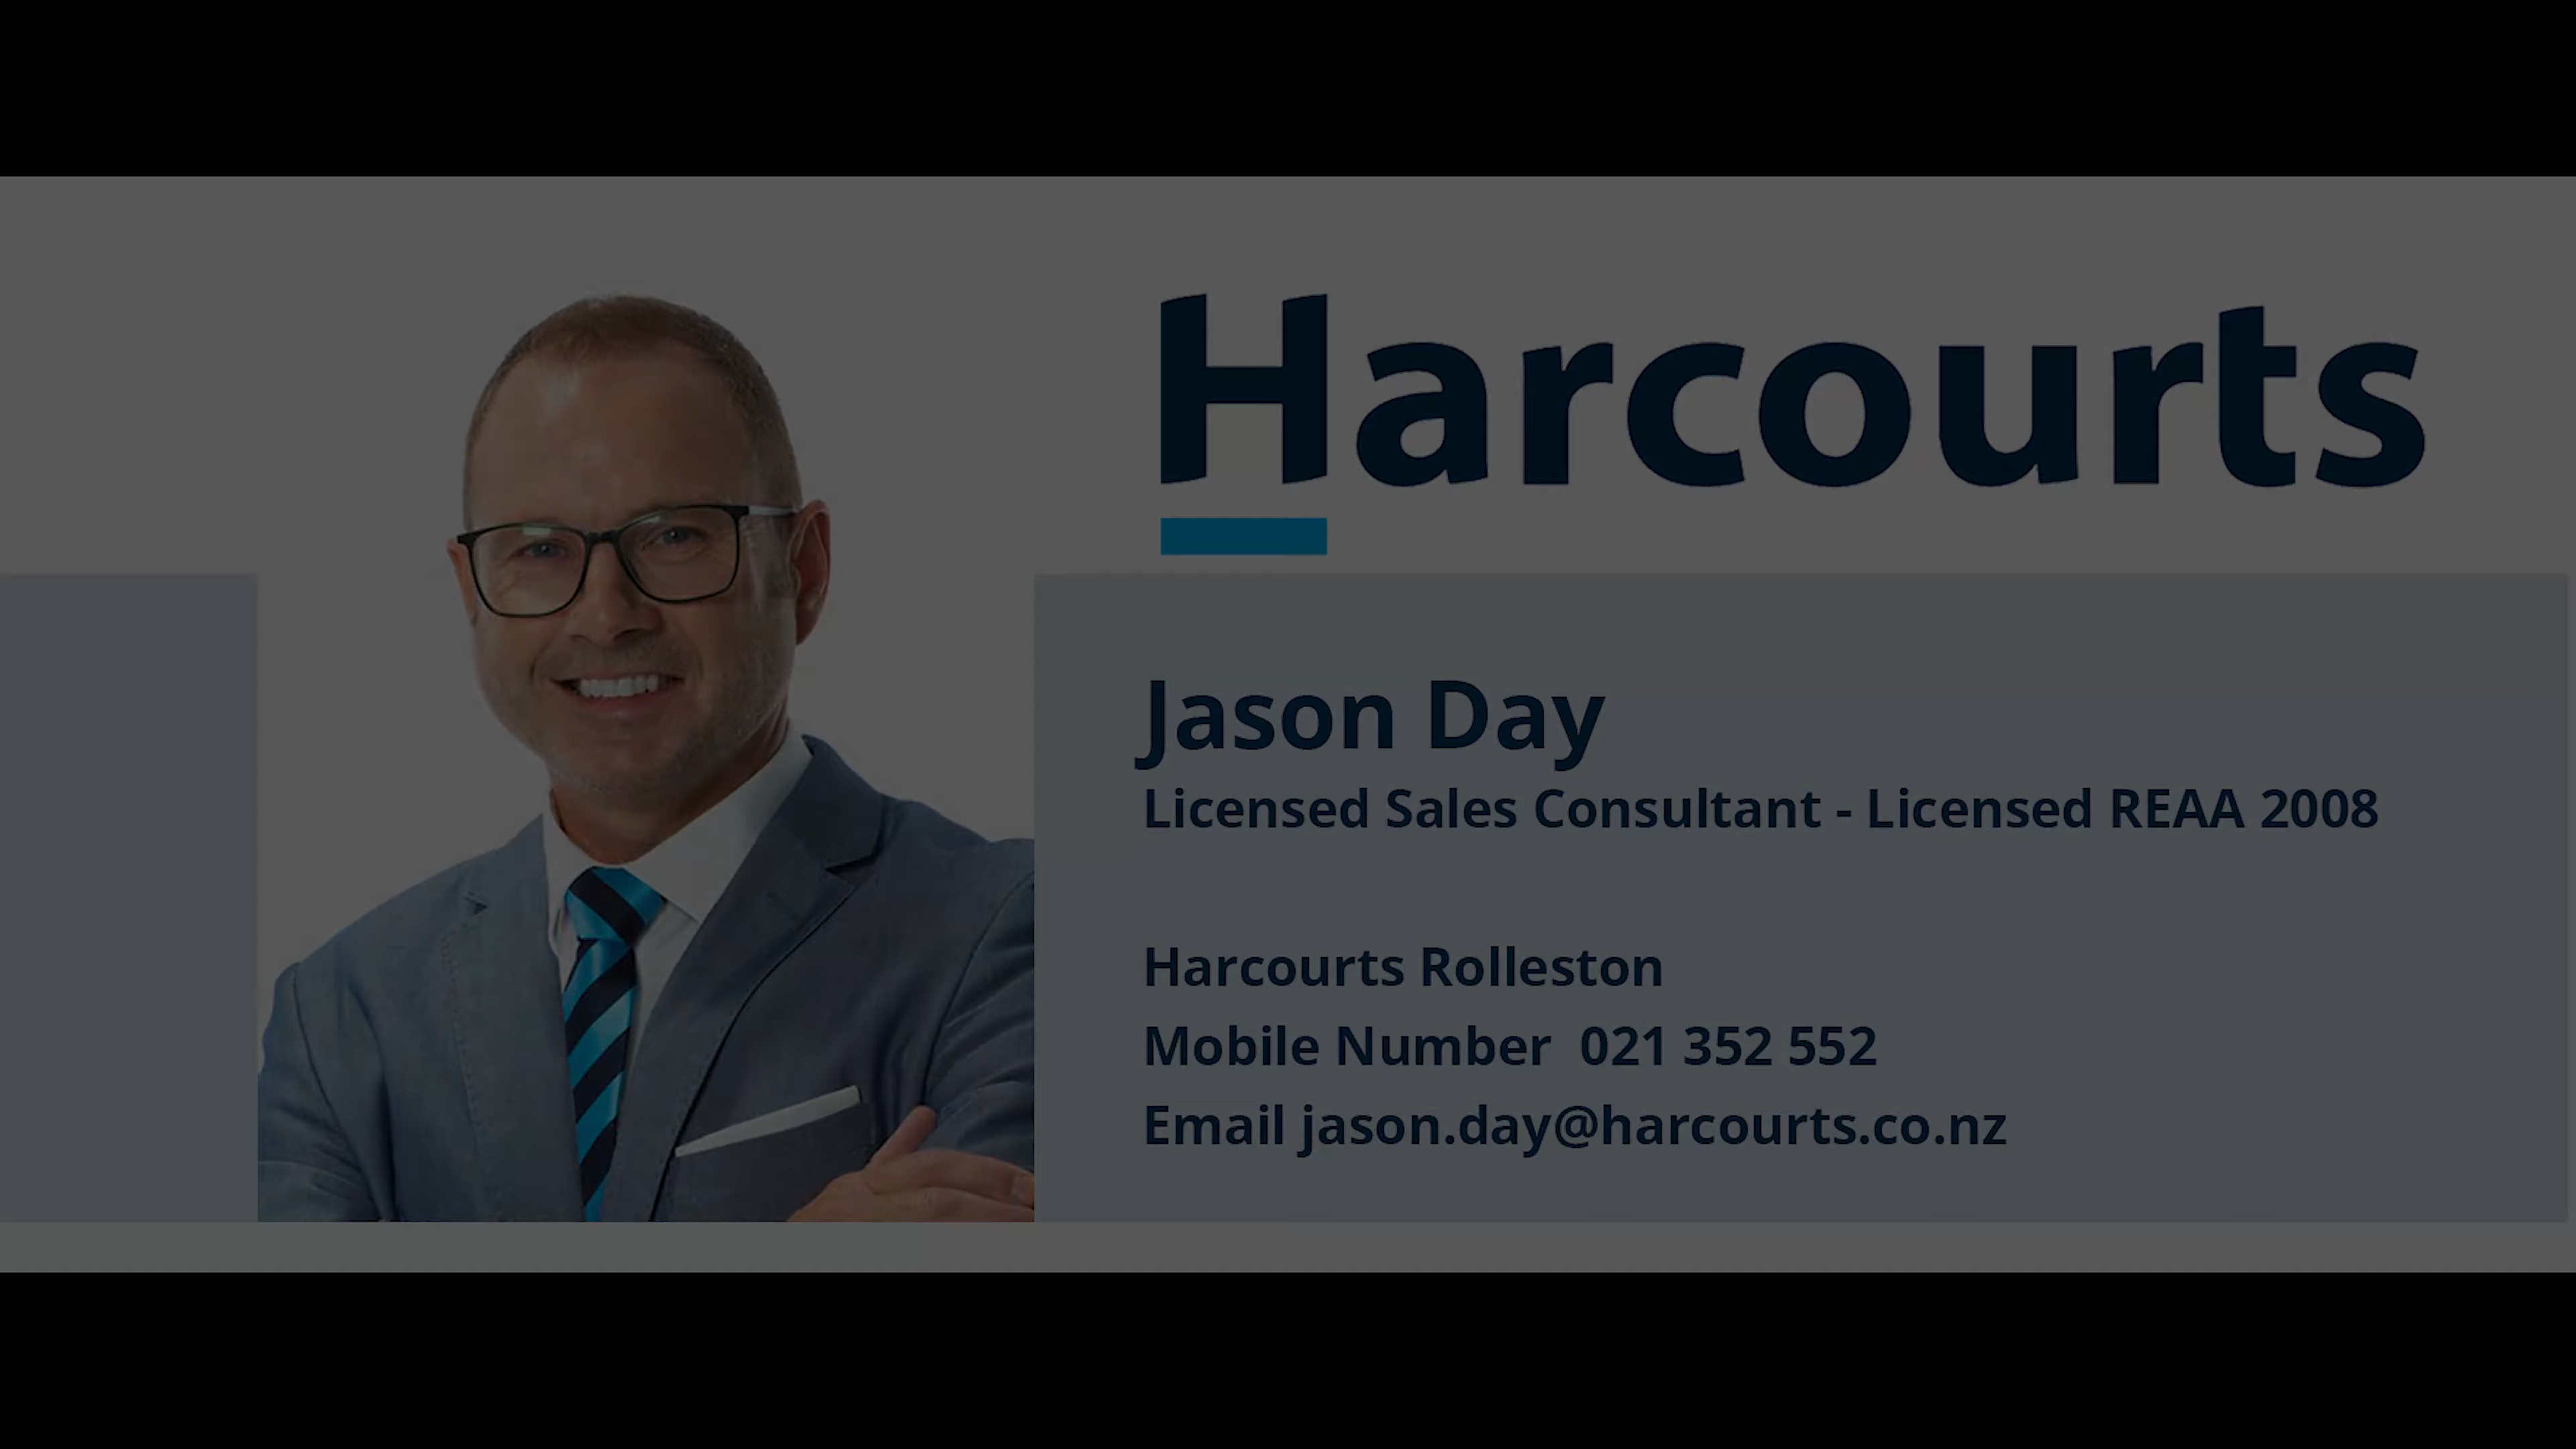 Harcourts
Jason Day
Licensed Sales Consultant - Licensed REAA 2008
Harcourts Rolleston
Mobile Number 021 352 552
Email jason.day@harcourts.co.nz